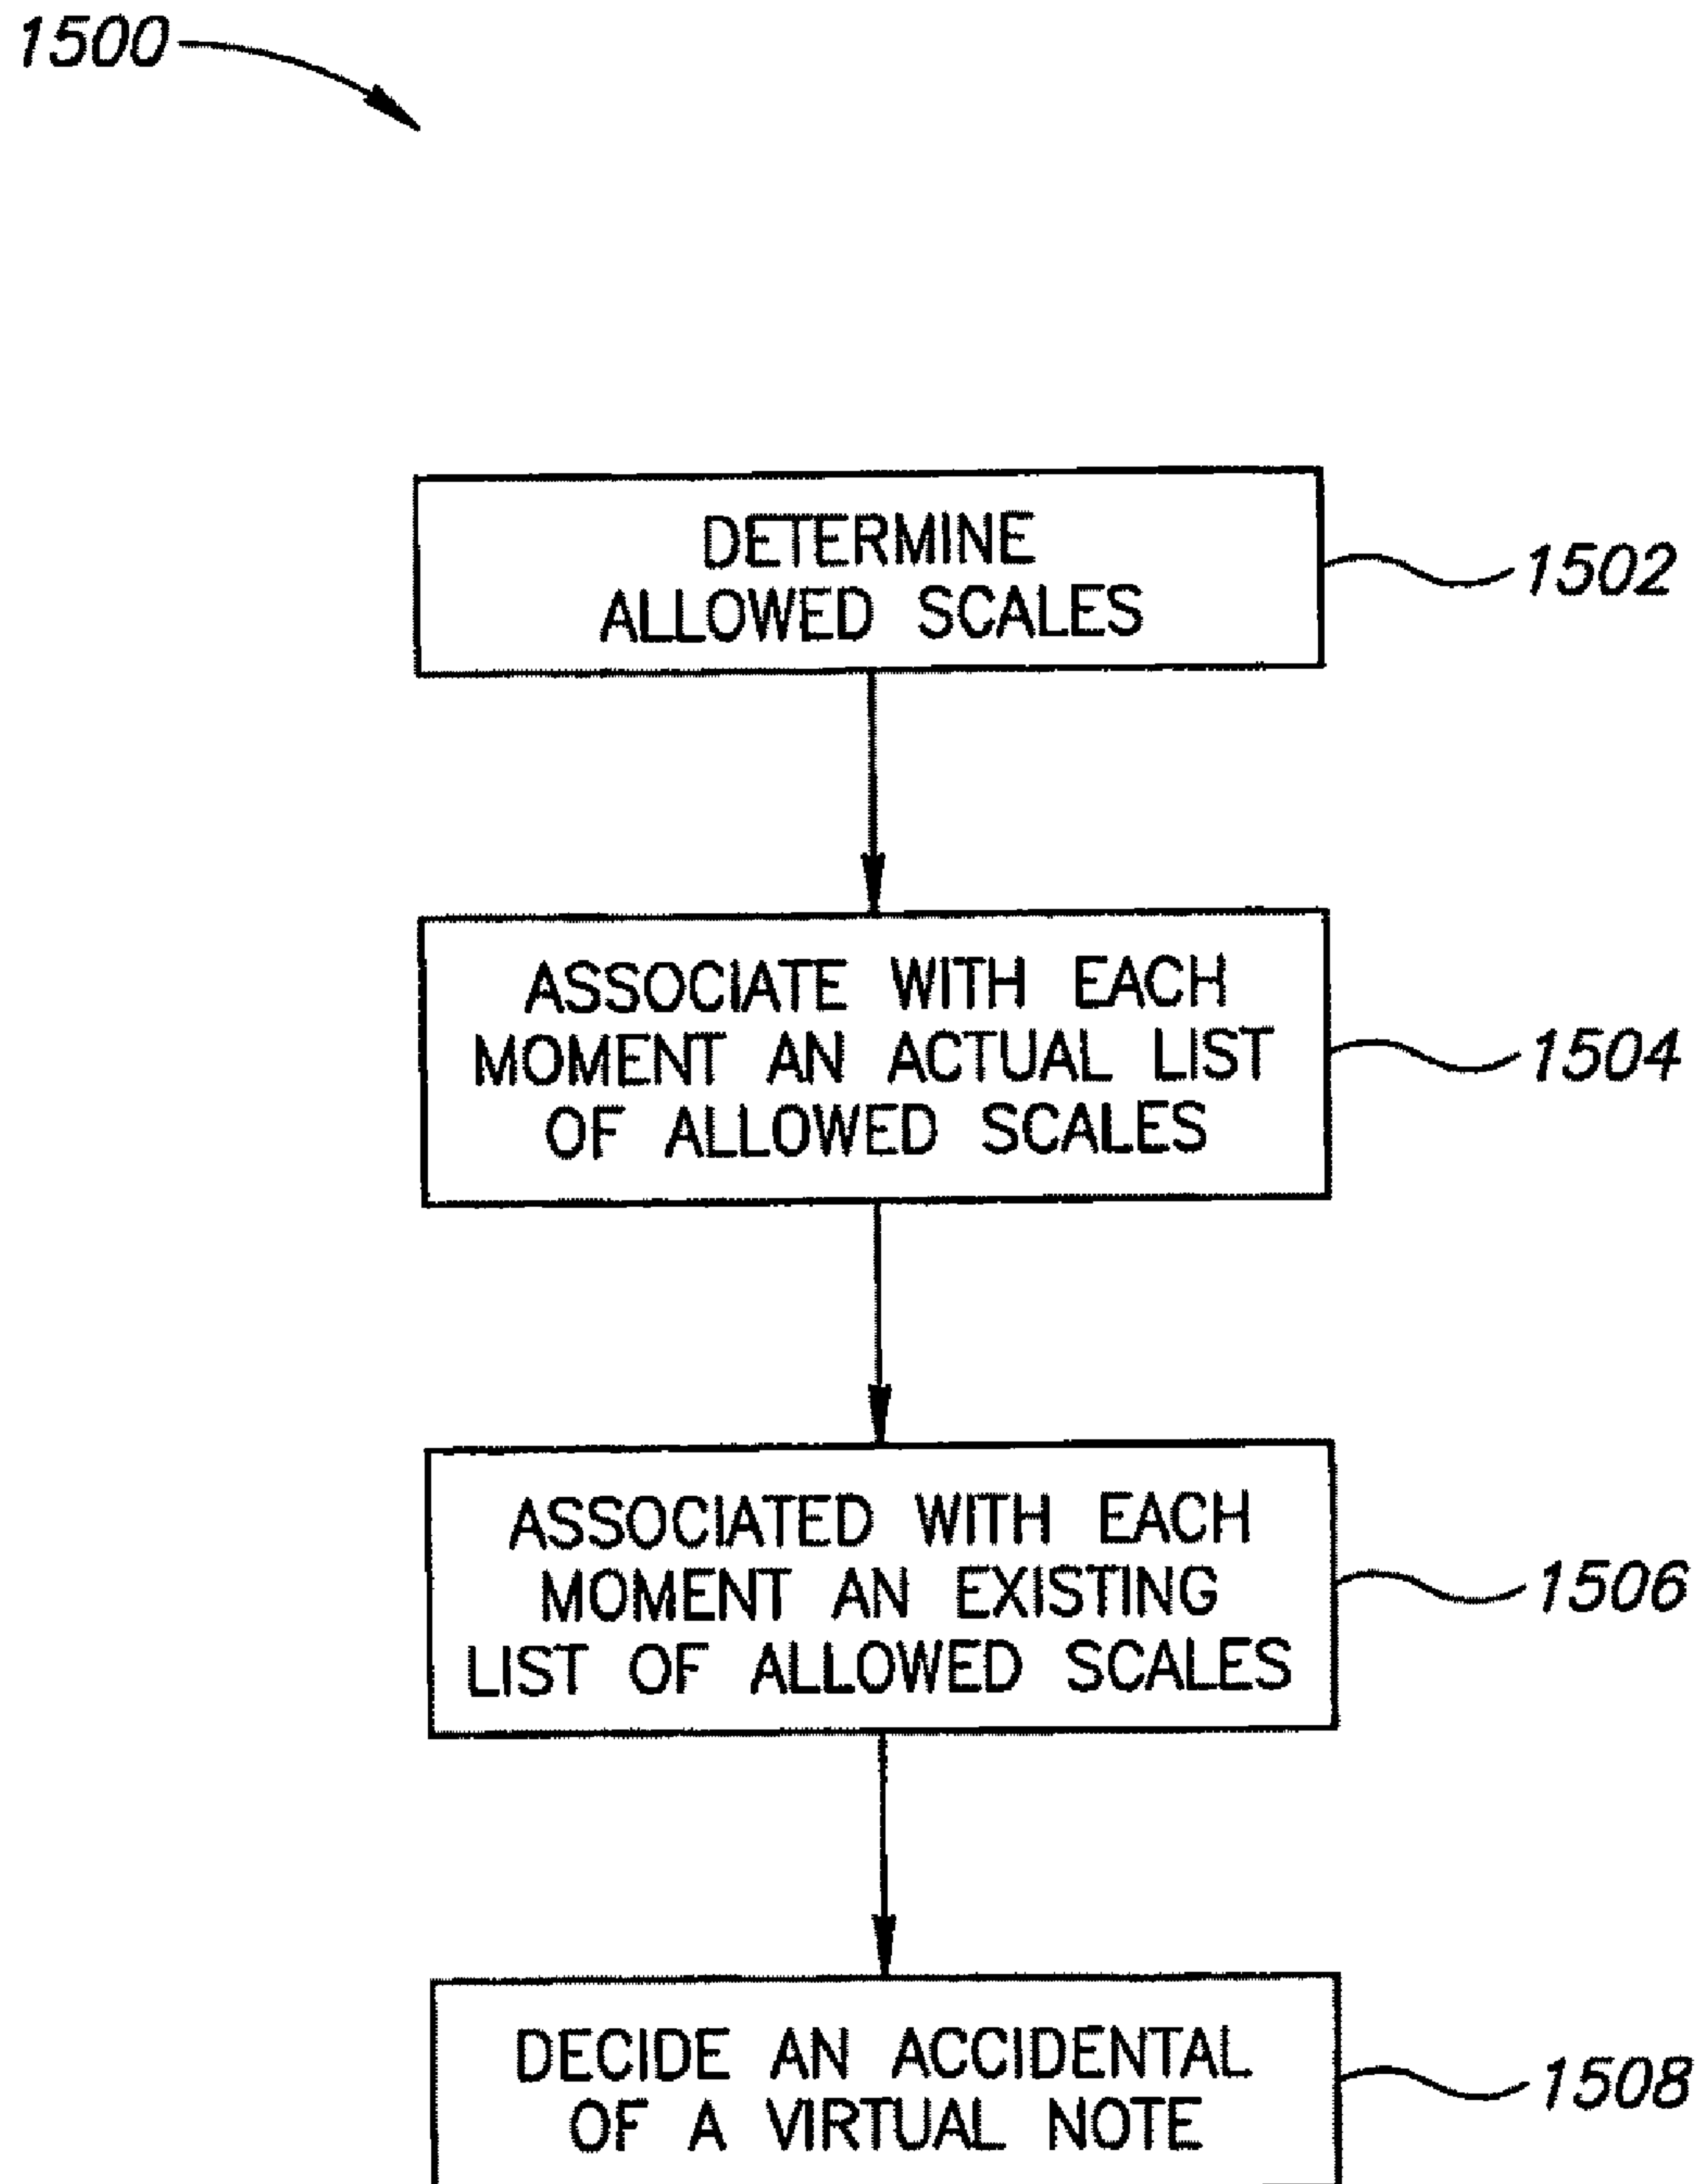 1500
DETERMINE
ALLOWED SCALES
1502
ASSOCIATE WITH EACH
MOMENT AN ACTUAL LIST
OF ALLOWED SCALES
1504
ASSOCIATED WITH EACH
MOMENT AN EXISTING
LIST OF ALLOWED SCALES
1506
DECIDE AN ACCIDENTAL
OF A VIRTUAL NOTE
1508